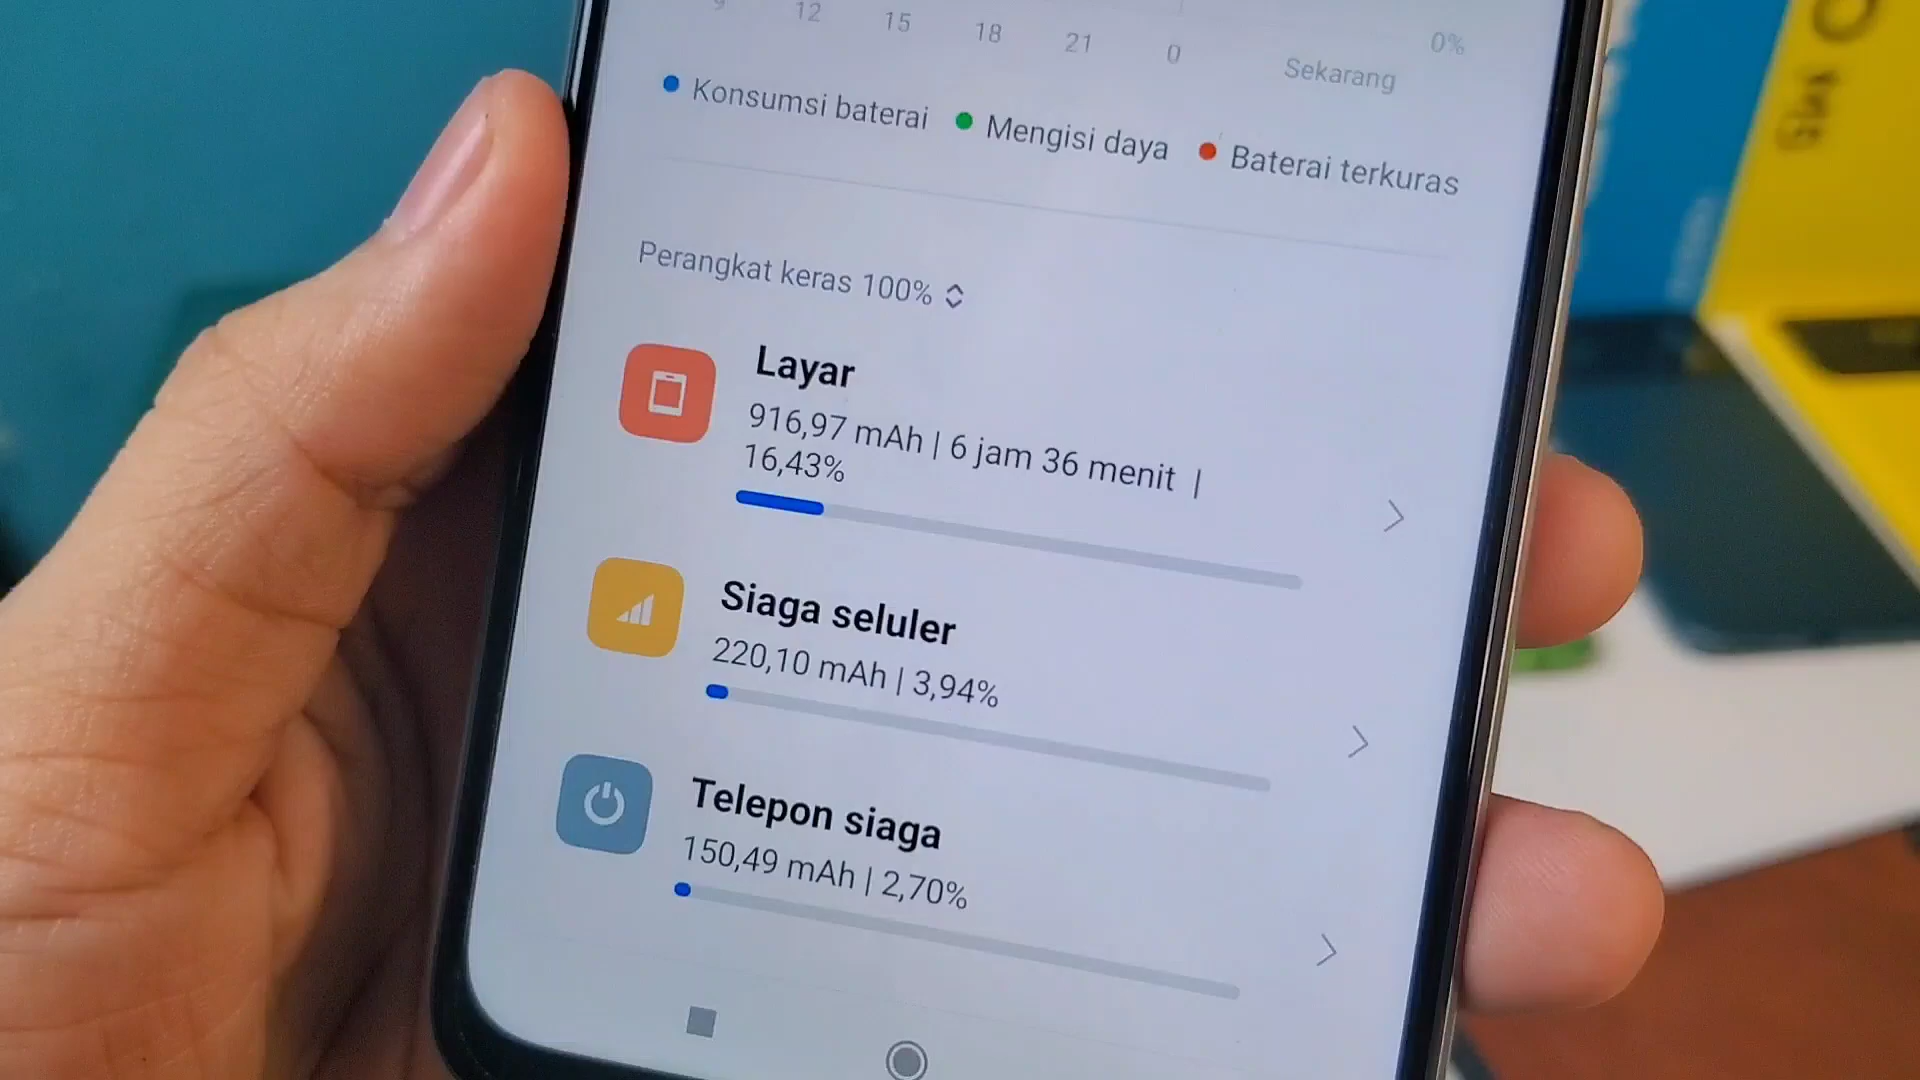 9 12 15 18 21 0 Sekarang 0%
Konsumsi baterai Mengisi daya Baterai terkuras
Perangkat keras 100%
Layar
916,97 mAh | 6 jam 36 menit |
16,43%
Siaga seluler
220,10 mAh | 3,94%
Telepon siaga
150,49 mAh | 2,70%